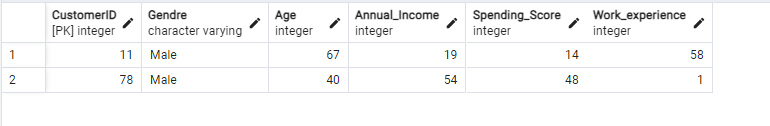 CustomerID Gendre Age Annual_Income Spending_Score Work_experience
[PK] integer character varying integer integer integer integer
1 11 Male 67 19 14 58
2 78 Male 40 54 48 1